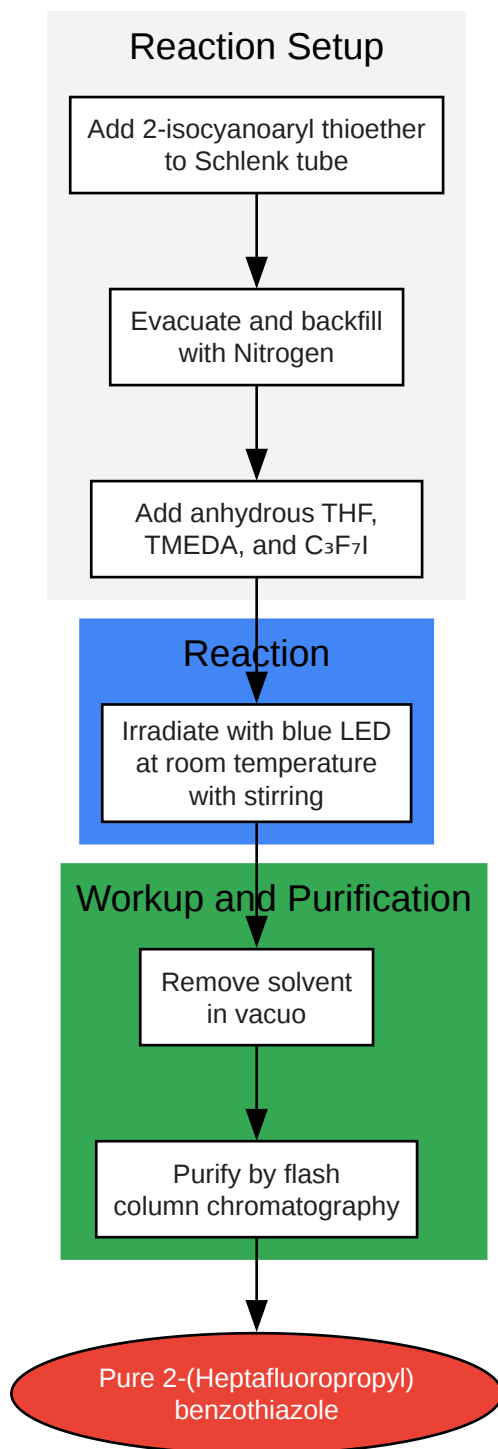 Reaction Setup
Add 2-isocyanoaryl thioether
to Schlenk tube
Evacuate and backfill
with Nitrogen
Add anhydrous THF,
TMEDA, and C₃F₇I
Reaction
Irradiate with blue LED
at room temperature
with stirring
Workup and Purification
Remove solvent
in vacuo
Purify by flash
column chromatography
Pure 2-(Heptafluoropropyl)
benzothiazole